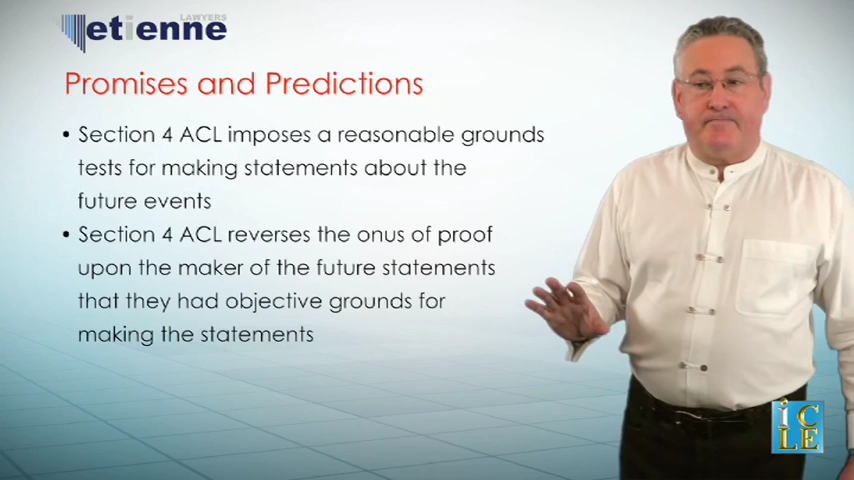 LAWYERS
etienne
Promises and Predictions
• Section 4 ACL imposes a reasonable grounds
tests for making statements about the
future events
• Section 4 ACL reverses the onus of proof
upon the maker of the future statements
that they had objective grounds for
making the statements
i C
L E